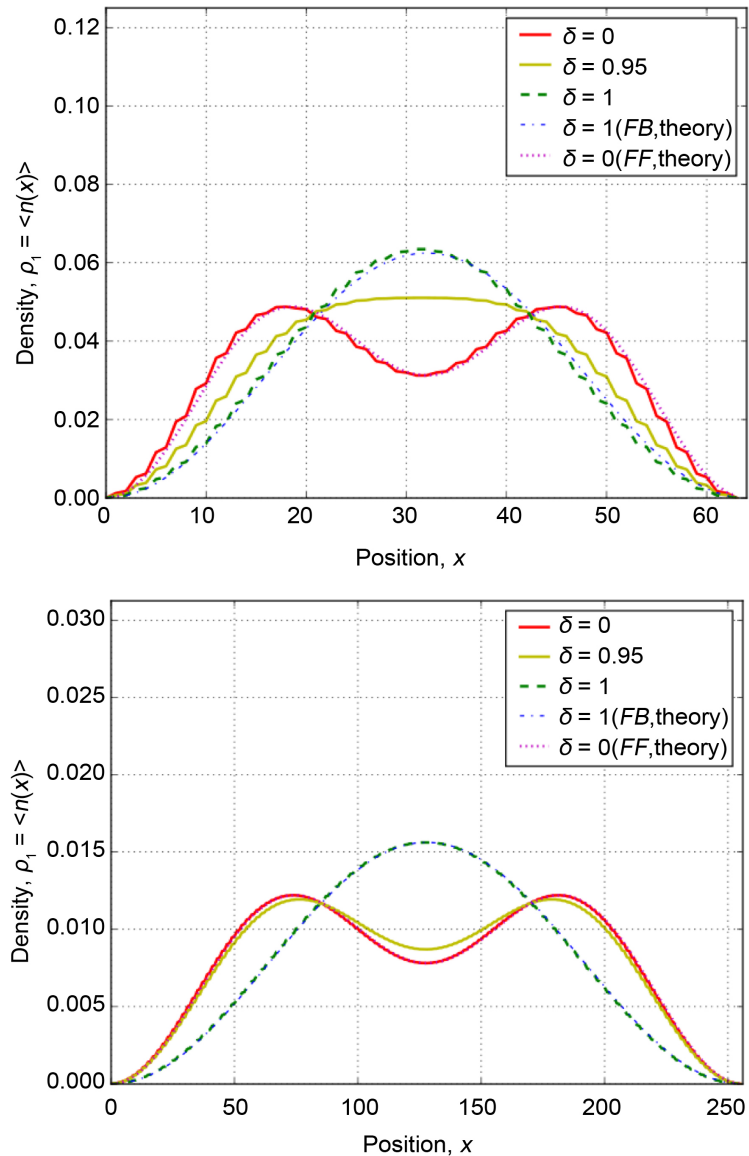 0.12
0.10
0.08
0.06
0.04
0.02
0.00
Density, ρ₁ = <n(x)>
δ = 0
δ = 0.95
δ = 1
δ = 1(FB,theory)
δ = 0(FF,theory)
0 10 20 30 40 50 60
Position, x
0.030
0.025
0.020
0.015
0.010
0.005
0.000
Density, ρ₁ = <n(x)>
δ = 0
δ = 0.95
δ = 1
δ = 1(FB,theory)
δ = 0(FF,theory)
0 50 100 150 200 250
Position, x